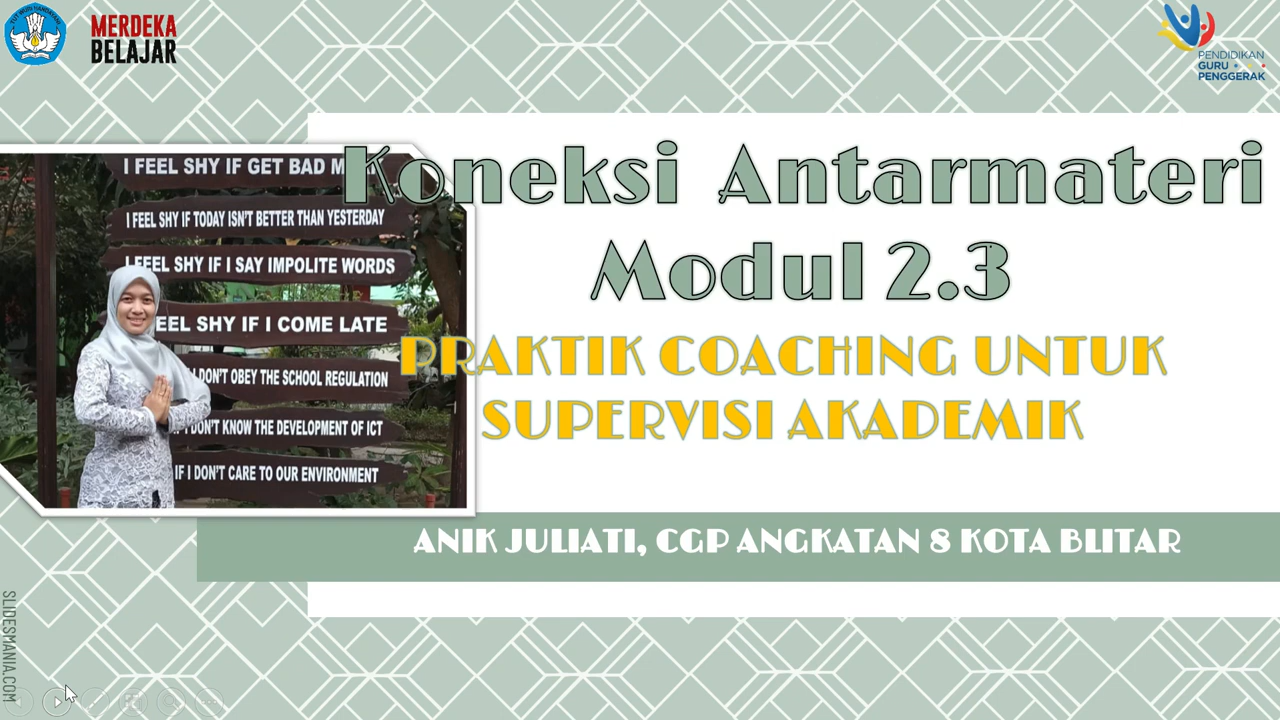 TUT WURI HANDAYANI
MERDEKA
BELAJAR
PENDIDIKAN
GURU
PENGGERAK
Koneksi Antarmateri
Modul 2.3
PRAKTIK COACHING UNTUK
SUPERVISI AKADEMIK
I FEEL SHY IF GET BAD
I FEEL SHY IF TODAY ISN'T BETTER THAN YESTERDAY
I FEEL SHY IF I SAY IMPOLITE WORDS
EEL SHY IF I COME LATE
I DON'T OBEY THE SCHOOL REGULATION
I DON'T KNOW THE DEVELOPMENT OF ICT
IF I DON'T CARE TO OUR ENVIRONMENT
ANIK JULIATI, CGP ANGKATAN 8 KOTA BLITAR
SLIDESMANIA.COM